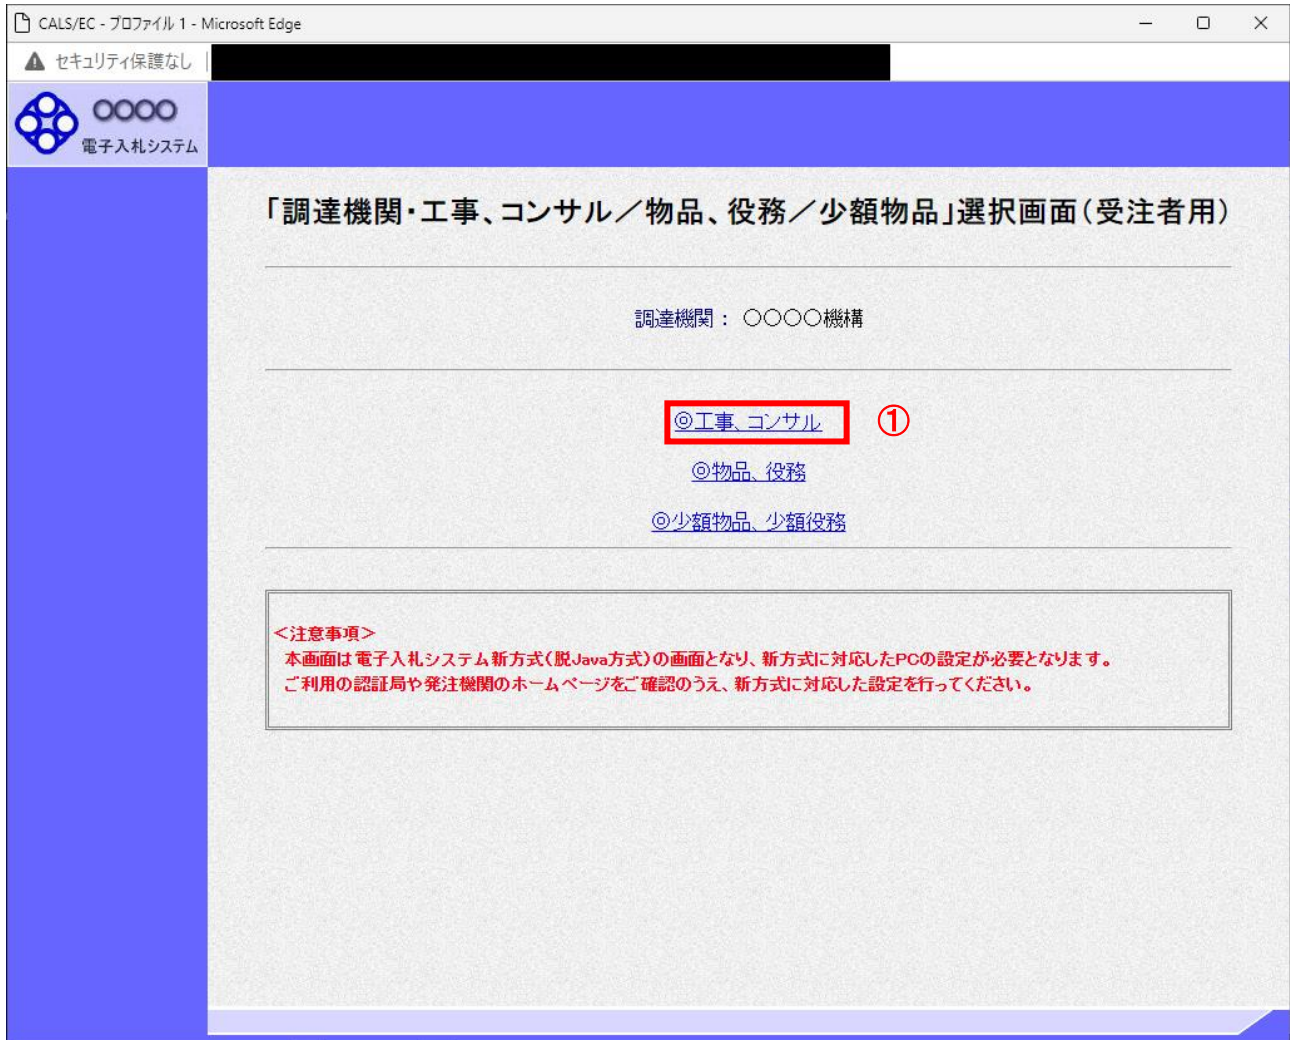 CALS/EC - プロファイル 1 - Microsoft Edge
セキュリティ保護なし
○○○○
電子入札システム
「調達機関・工事、コンサル／物品、役務／少額物品」選択画面（受注者用）
調達機関： ○○○○機構
◎工事、コンサル ①
◎物品、役務
◎少額物品、少額役務
＜注意事項＞
本画面は電子入札システム新方式（脱Java方式）の画面となり、新方式に対応したPCの設定が必要となります。
ご利用の認証局や発注機関のホームページをご確認のうえ、新方式に対応した設定を行ってください。